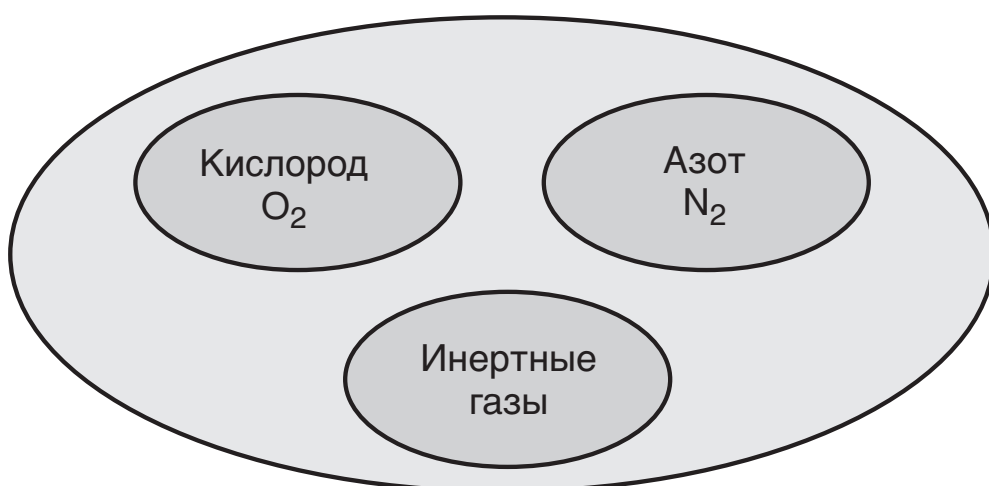 Кислород
O₂
Азот
N₂
Инертные
газы